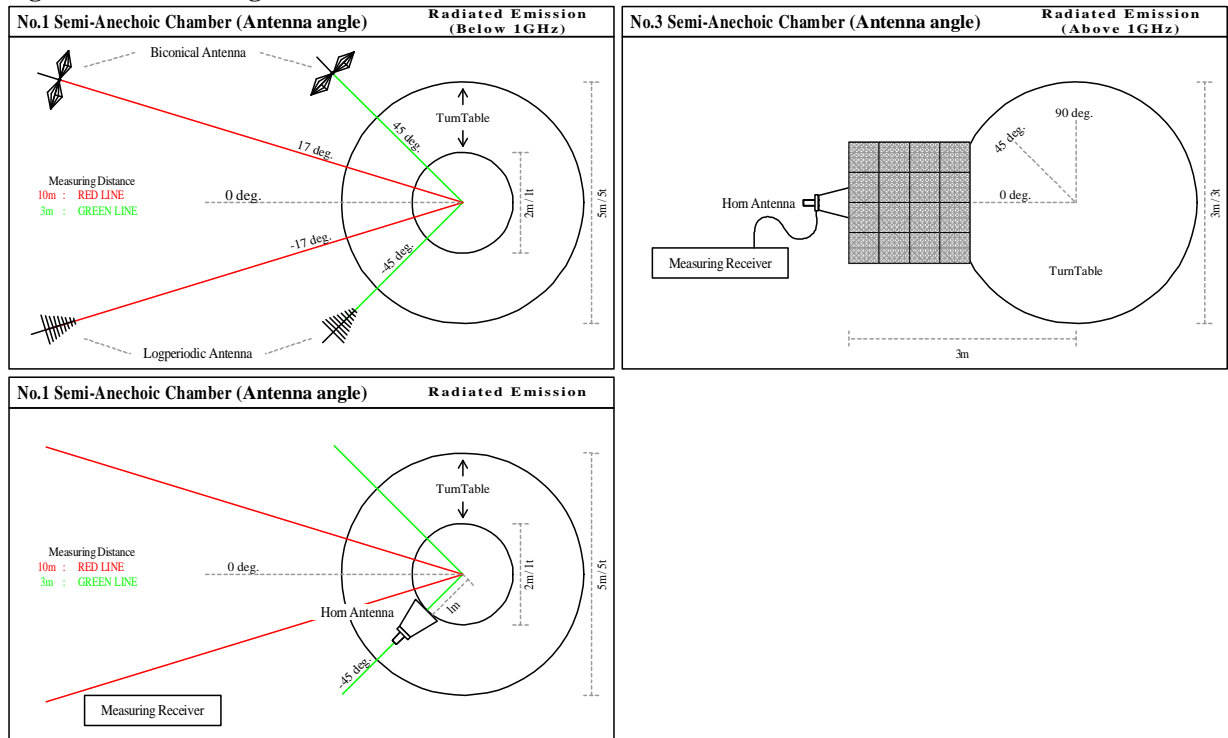 No.1 Semi-Anechoic Chamber (Antenna angle)
Radiated Emission
(Below 1GHz)
Biconical Antenna
TurnTable
45 deg.
17 deg.
Measuring Distance
10m : RED LINE
3m : GREEN LINE
0 deg.
2m / 1t
5m / 5t
-17 deg.
-45 deg.
Logperiodic Antenna
No.3 Semi-Anechoic Chamber (Antenna angle)
Radiated Emission
(Above 1GHz)
90 deg.
45 deg.
Horn Antenna
0 deg.
3m / 3t
Measuring Receiver
TurnTable
3m
No.1 Semi-Anechoic Chamber (Antenna angle)
Radiated Emission
TurnTable
Measuring Distance
10m : RED LINE
3m : GREEN LINE
0 deg.
2m / 1t
5m / 5t
Horn Antenna
1m
-45 deg.
Measuring Receiver